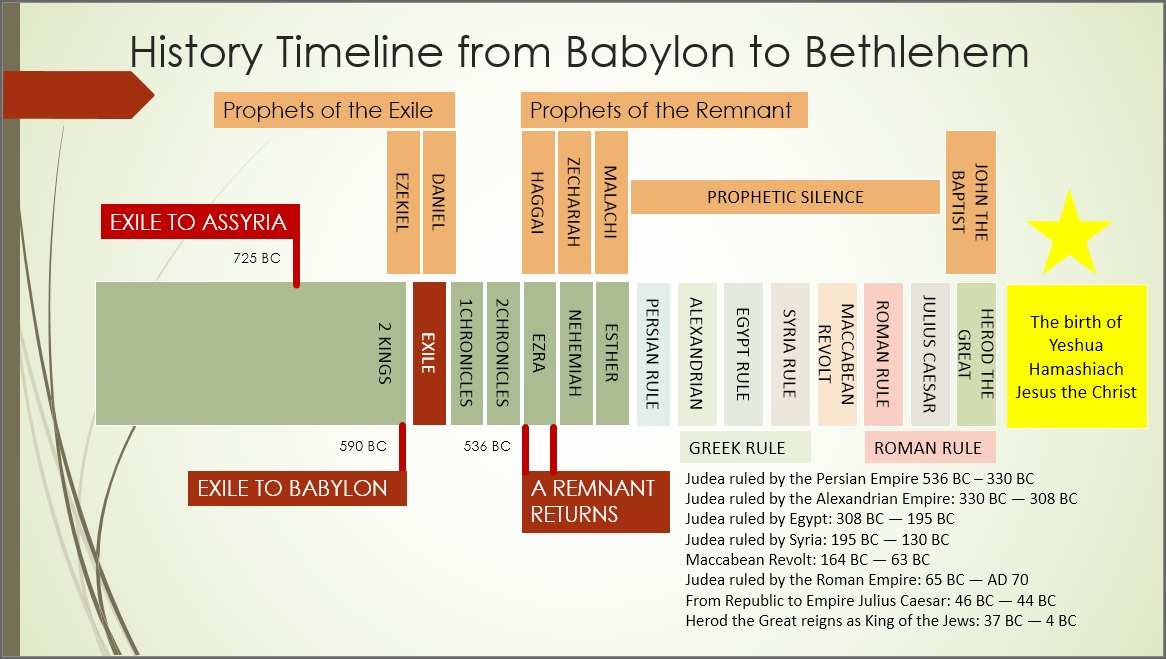 History Timeline from Babylon to Bethlehem
Prophets of the Exile
Prophets of the Remnant
EZEKIEL
DANIEL
HAGGAI
ZECHARIAH
MALACHI
PROPHETIC SILENCE
JOHN THE
BAPTIST
EXILE TO ASSYRIA
725 BC
2 KINGS
EXILE
1CHRONICLES
2CHRONICLES
EZRA
NEHEMIAH
ESTHER
PERSIAN RULE
ALEXANDRIAN
EGYPT RULE
SYRIA RULE
MACCABEAN
REVOLT
ROMAN RULE
JULIUS CAESAR
HEROD THE
GREAT
The birth of
Yeshua
Hamashiach
Jesus the Christ
590 BC
536 BC
GREEK RULE
ROMAN RULE
EXILE TO BABYLON
A REMNANT
RETURNS
Judea ruled by the Persian Empire 536 BC – 330 BC
Judea ruled by the Alexandrian Empire: 330 BC — 308 BC
Judea ruled by Egypt: 308 BC — 195 BC
Judea ruled by Syria: 195 BC — 130 BC
Maccabean Revolt: 164 BC — 63 BC
Judea ruled by the Roman Empire: 65 BC — AD 70
From Republic to Empire Julius Caesar: 46 BC — 44 BC
Herod the Great reigns as King of the Jews: 37 BC — 4 BC